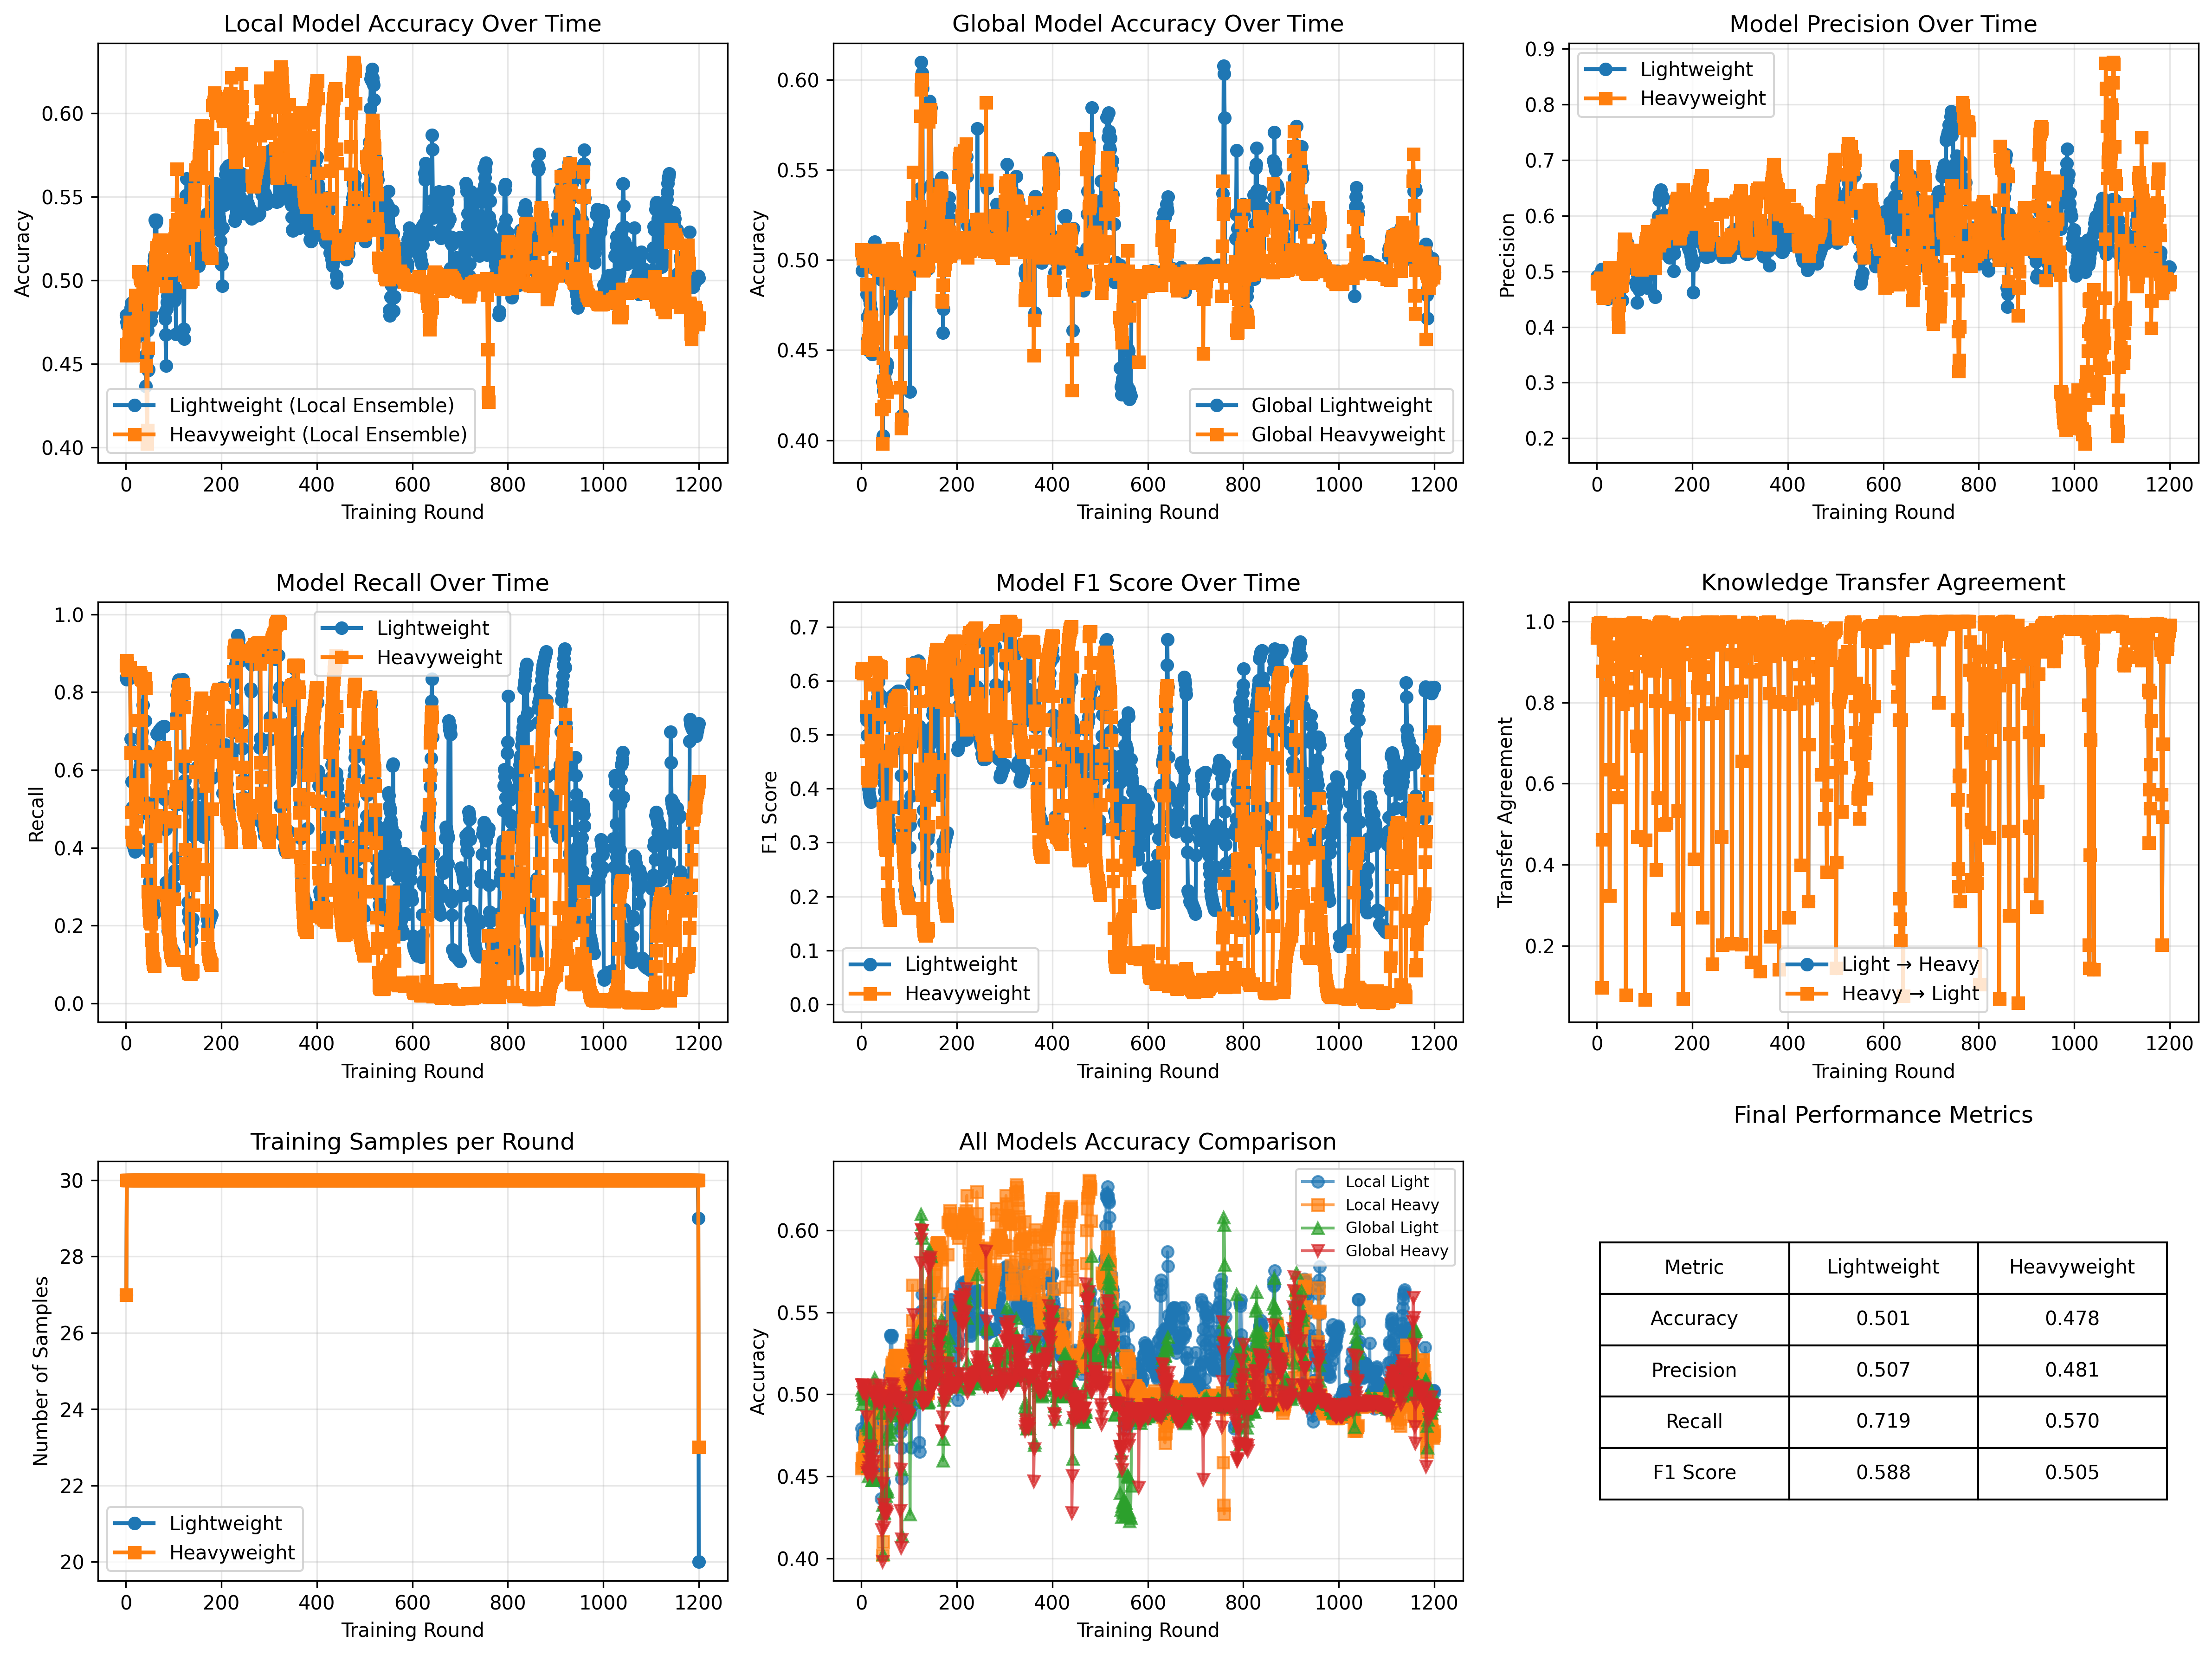 Local Model Accuracy Over Time
Accuracy
0.60
0.55
0.50
0.45
0.40
Lightweight (Local Ensemble)
Heavyweight (Local Ensemble)
0 200 400 600 800 1000 1200
Training Round
Global Model Accuracy Over Time
Accuracy
0.60
0.55
0.50
0.45
0.40
Global Lightweight
Global Heavyweight
0 200 400 600 800 1000 1200
Training Round
Model Precision Over Time
Precision
0.9
0.8
0.7
0.6
0.5
0.4
0.3
0.2
Lightweight
Heavyweight
0 200 400 600 800 1000 1200
Training Round
Model Recall Over Time
Recall
1.0
0.8
0.6
0.4
0.2
0.0
Lightweight
Heavyweight
0 200 400 600 800 1000 1200
Training Round
Model F1 Score Over Time
F1 Score
0.7
0.6
0.5
0.4
0.3
0.2
0.1
0.0
Lightweight
Heavyweight
0 200 400 600 800 1000 1200
Training Round
Knowledge Transfer Agreement
Transfer Agreement
1.0
0.8
0.6
0.4
0.2
Light → Heavy
Heavy → Light
0 200 400 600 800 1000 1200
Training Round
Training Samples per Round
Number of Samples
30
28
26
24
22
20
Lightweight
Heavyweight
0 200 400 600 800 1000 1200
Training Round
All Models Accuracy Comparison
Accuracy
0.60
0.55
0.50
0.45
0.40
Local Light
Local Heavy
Global Light
Global Heavy
0 200 400 600 800 1000 1200
Training Round
Final Performance Metrics
Metric Lightweight Heavyweight
Accuracy 0.501 0.478
Precision 0.507 0.481
Recall 0.719 0.570
F1 Score 0.588 0.505